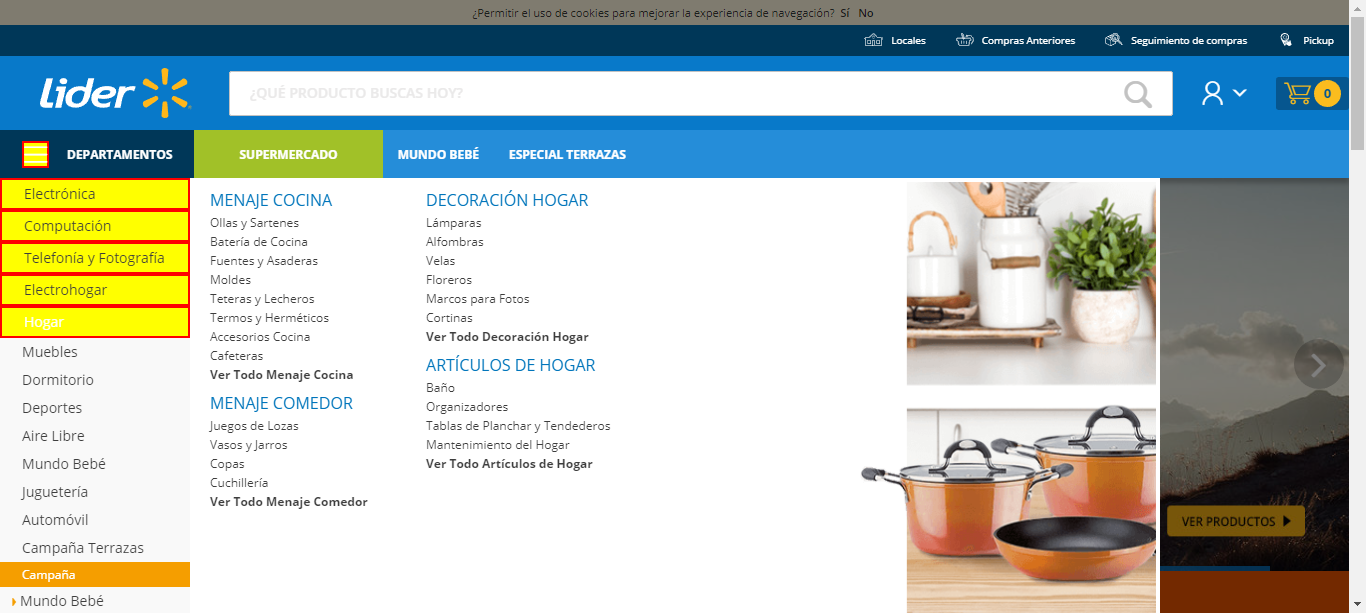 ¿Permitir el uso de cookies para mejorar la experiencia de navegación? Sí No
Locales Compras Anteriores Seguimiento de compras Pickup
lider
¿QUÉ PRODUCTO BUSCAS HOY?
0
DEPARTAMENTOS SUPERMERCADO MUNDO BEBÉ ESPECIAL TERRAZAS
Electrónica
Computación
Telefonía y Fotografía
Electrohogar
Hogar
Muebles
Dormitorio
Deportes
Aire Libre
Mundo Bebé
Juguetería
Automóvil
Campaña Terrazas
Campaña
Mundo Bebé
MENAJE COCINA
Ollas y Sartenes
Batería de Cocina
Fuentes y Asaderas
Moldes
Teteras y Lecheros
Termos y Herméticos
Accesorios Cocina
Cafeteras
Ver Todo Menaje Cocina
MENAJE COMEDOR
Juegos de Lozas
Vasos y Jarros
Copas
Cuchillería
Ver Todo Menaje Comedor
DECORACIÓN HOGAR
Lámparas
Alfombras
Velas
Floreros
Marcos para Fotos
Cortinas
Ver Todo Decoración Hogar
ARTÍCULOS DE HOGAR
Baño
Organizadores
Tablas de Planchar y Tendederos
Mantenimiento del Hogar
Ver Todo Artículos de Hogar
VER PRODUCTOS